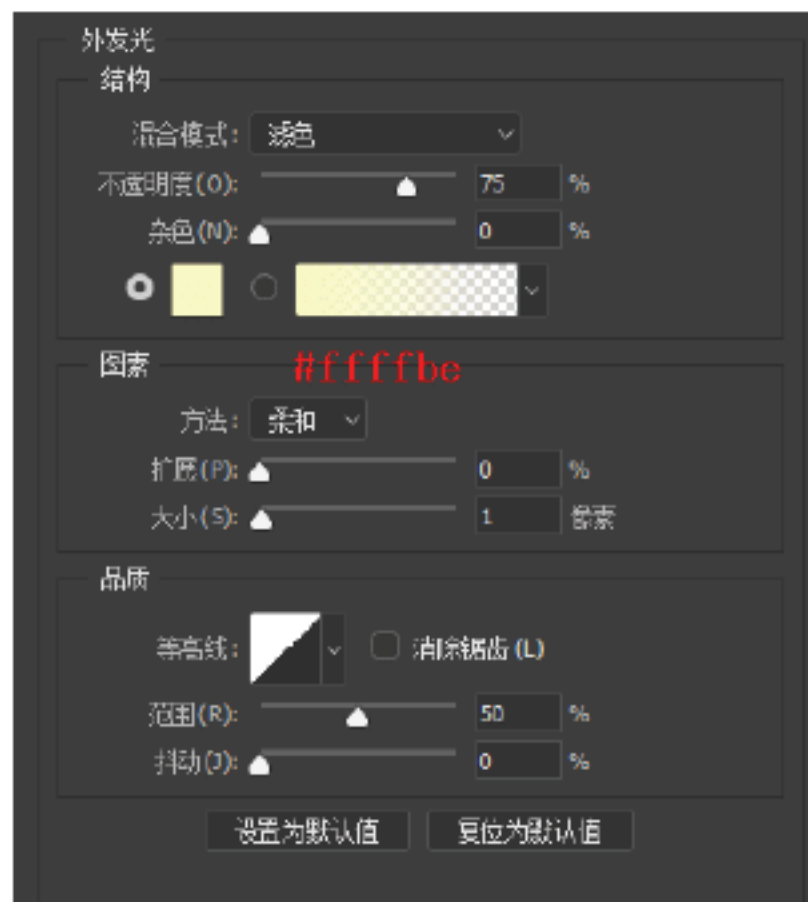 外发光
结构
混合模式: 滤色
不透明度(O): 75 %
杂色(N): 0 %
#ffffbe
图素
方法: 柔和
扩展(P): 0 %
大小(S): 1 像素
品质
等高线: 消除锯齿 (L)
范围(R): 50 %
抖动(J): 0 %
设置为默认值 复位为默认值